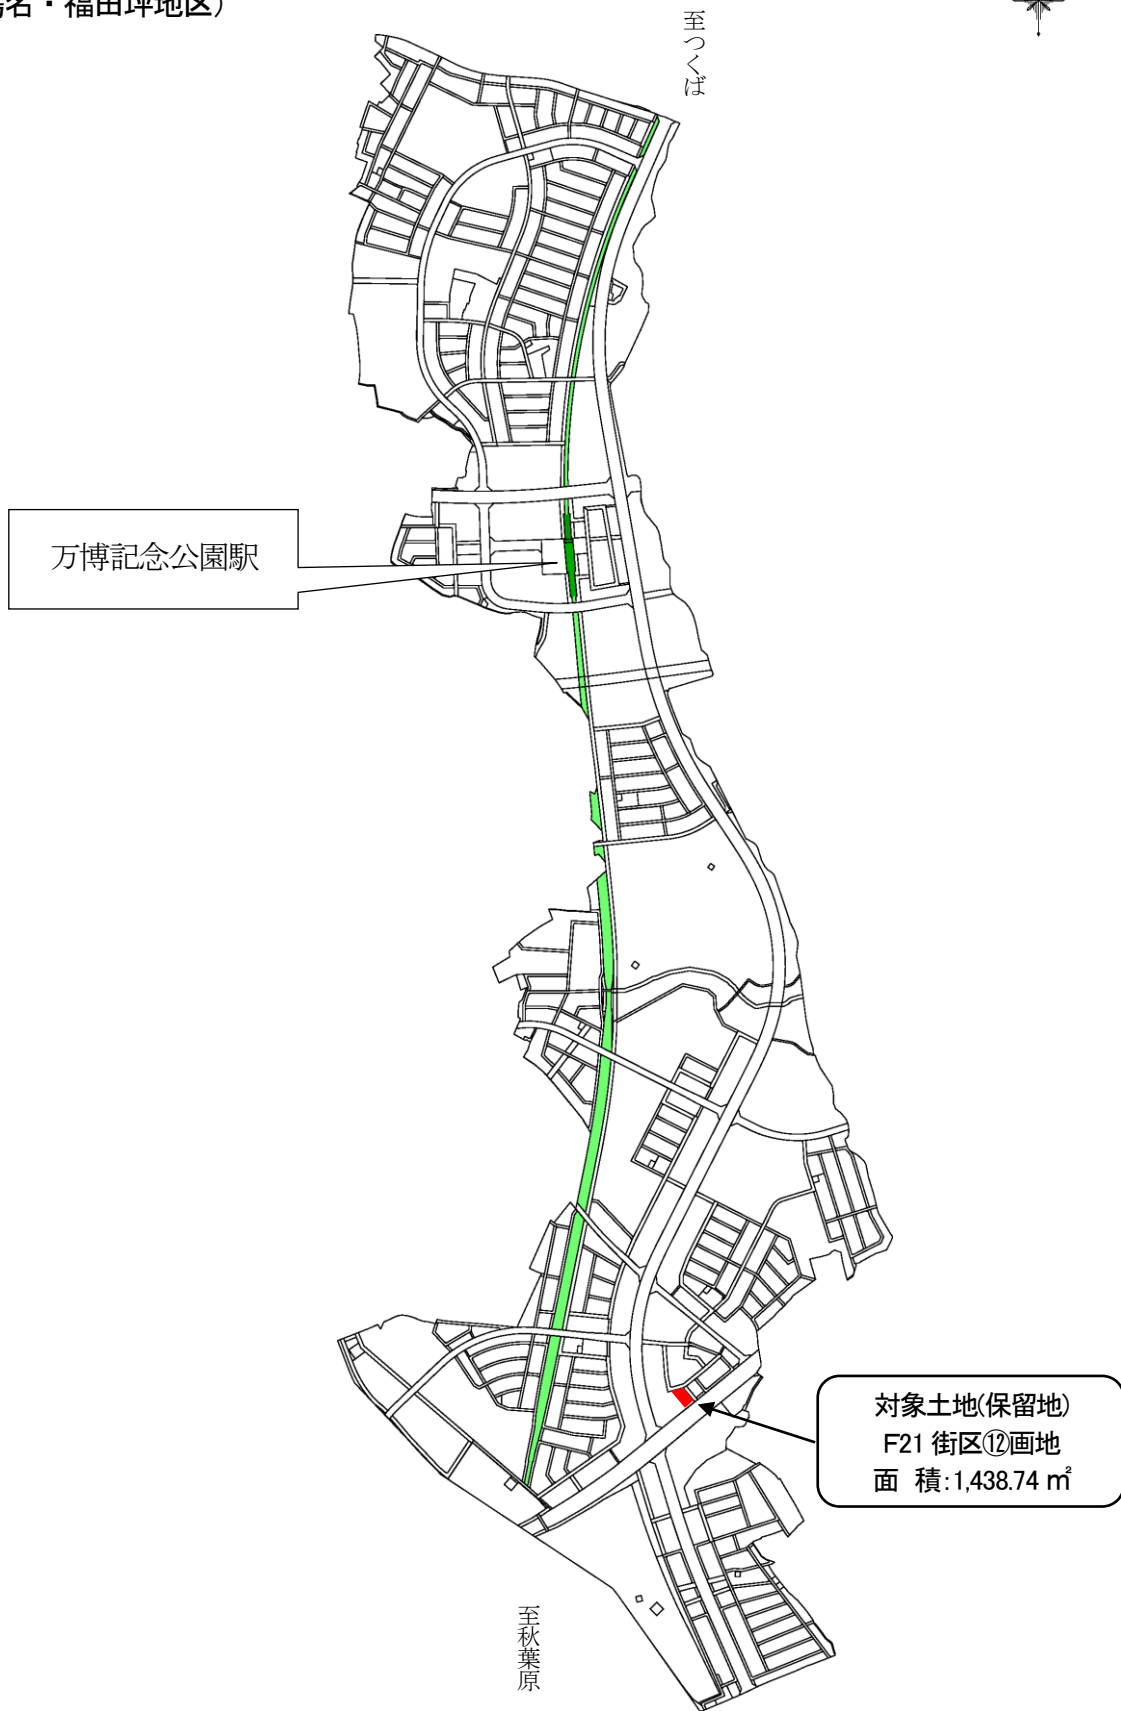 名・福田坪地区）
至つくば
万博記念公園駅
対象土地(保留地)
F21 街区⑫画地
面 積:1,438.74 ㎡
至秋葉原